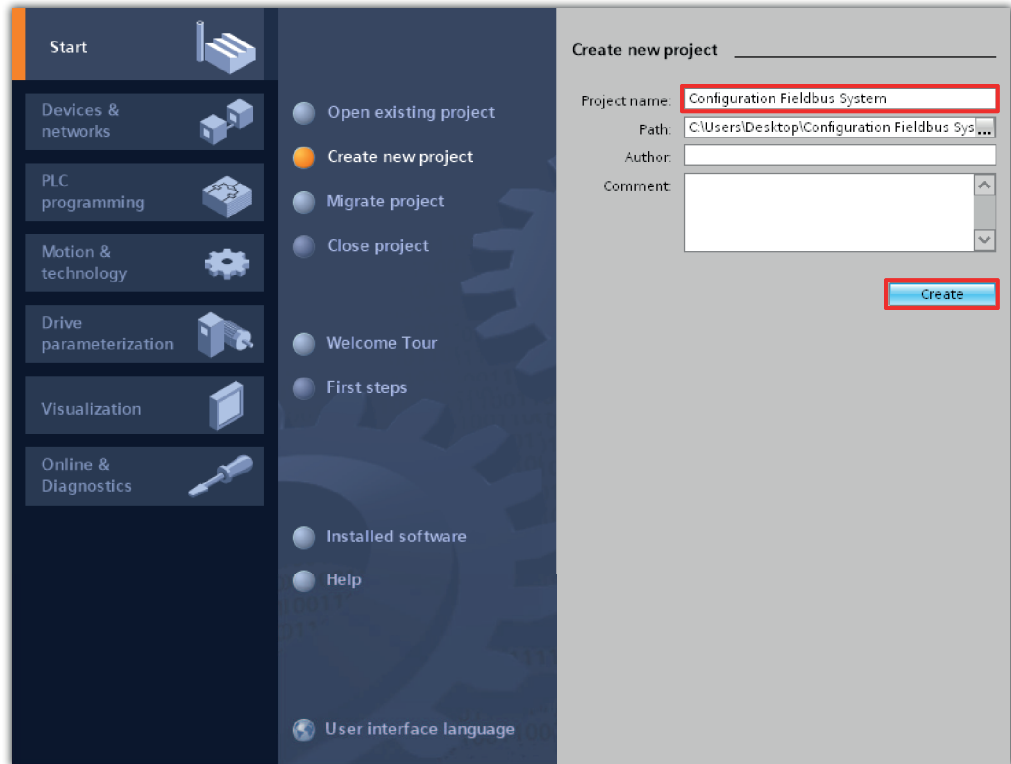 Start
Devices &
networks
PLC
programming
Motion &
technology
Drive
parameterization
Visualization
Online &
Diagnostics
Open existing project
Create new project
Migrate project
Close project
Welcome Tour
First steps
Installed software
Help
User interface language
Create new project
Project name: Configuration Fieldbus System
Path: C:\Users\Desktop\Configuration Fieldbus Sys ...
Author:
Comment:
Create